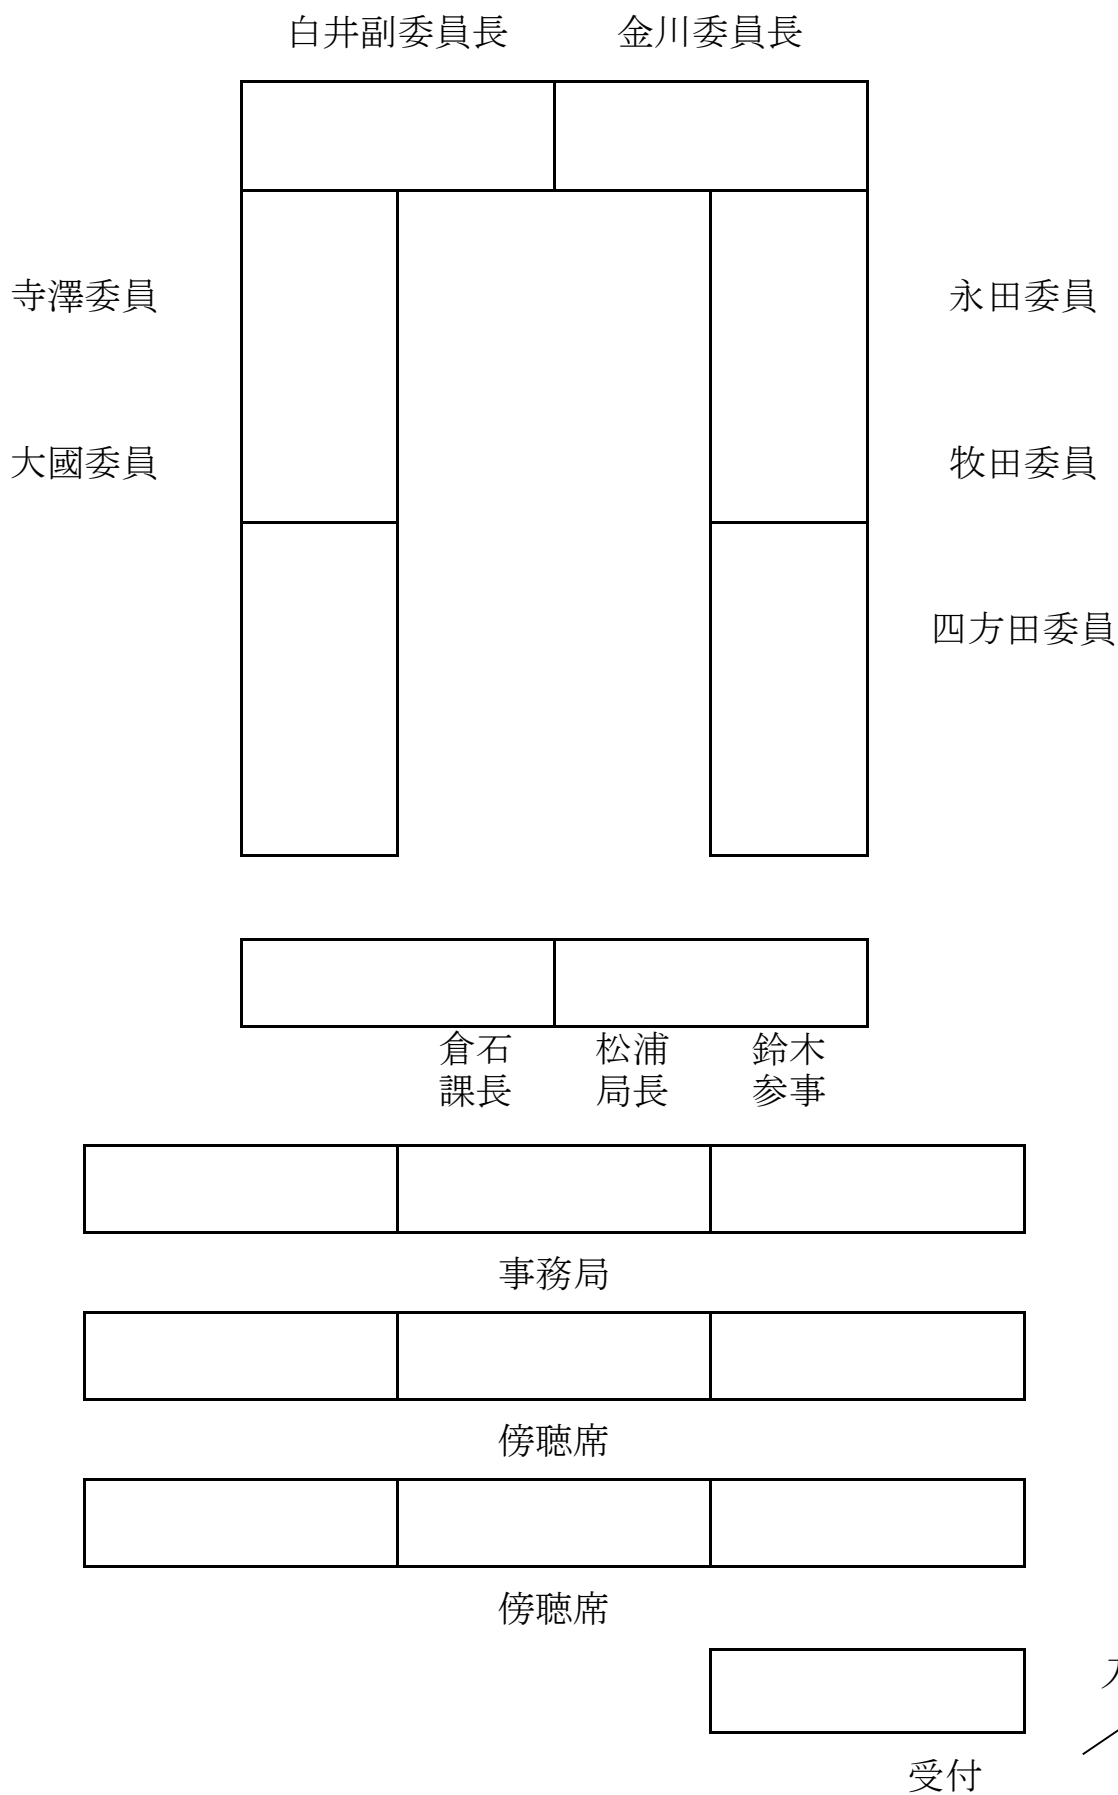 白井副委員長 金川委員長
寺澤委員 永田委員
大國委員 牧田委員
四方田委員
倉石 松浦 鈴木
課長 局長 参事
事務局
傍聴席
傍聴席
受付